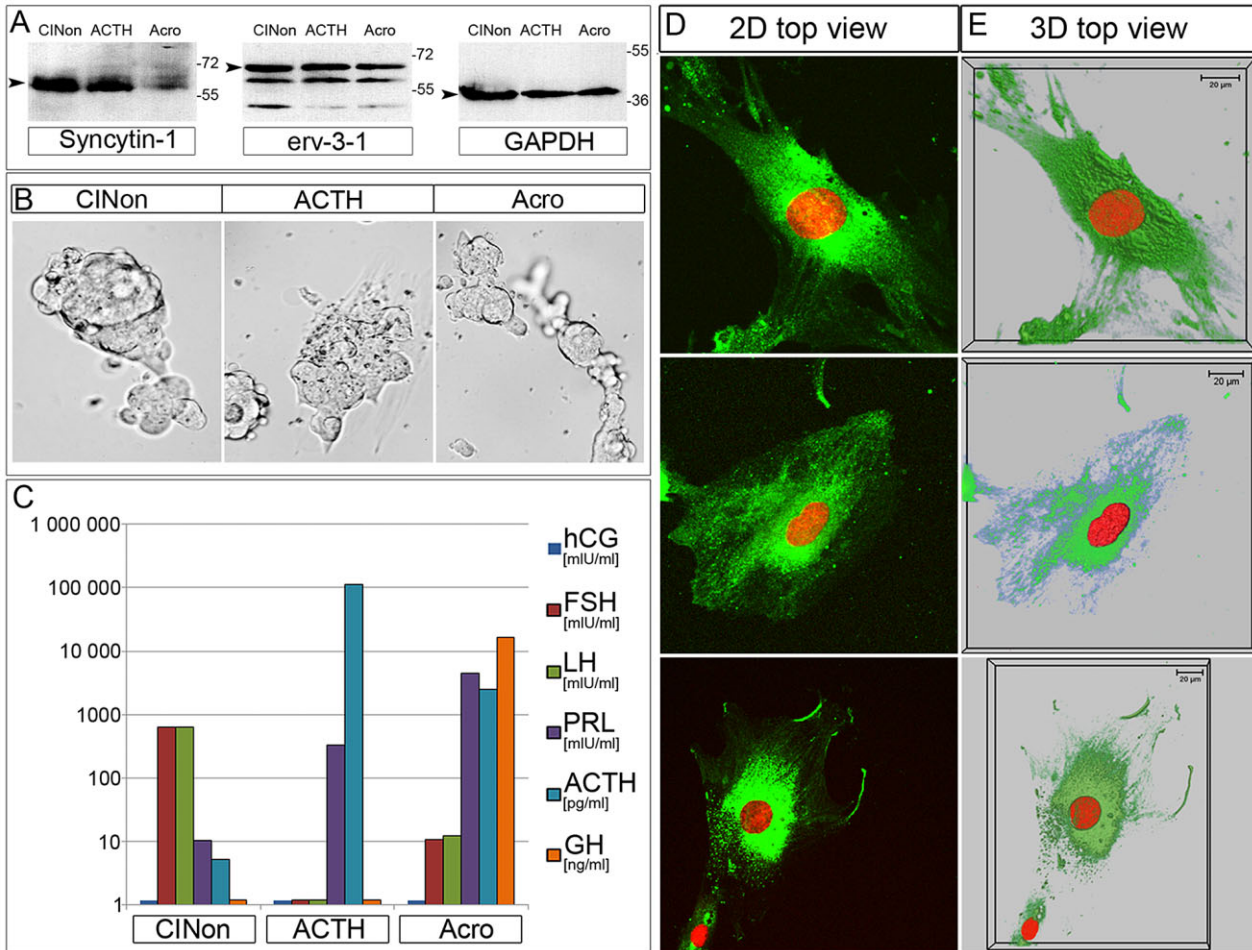 A
CINon ACTH Acro
-72
-55
Syncytin-1
CINon ACTH Acro
-72
55
erv-3-1
CINon ACTH Acro
-55
-36
GAPDH
B
CINon ACTH Acro
C
1 000 000
100 000
10 000
1000
100
10
1
CINon ACTH Acro
hCG
[mIU/ml]
FSH
[mIU/ml]
LH
[mIU/ml]
PRL
[mIU/ml]
ACTH
[pg/ml]
GH
[ng/ml]
D 2D top view
E 3D top view
20 µm
20 µm
20 µm